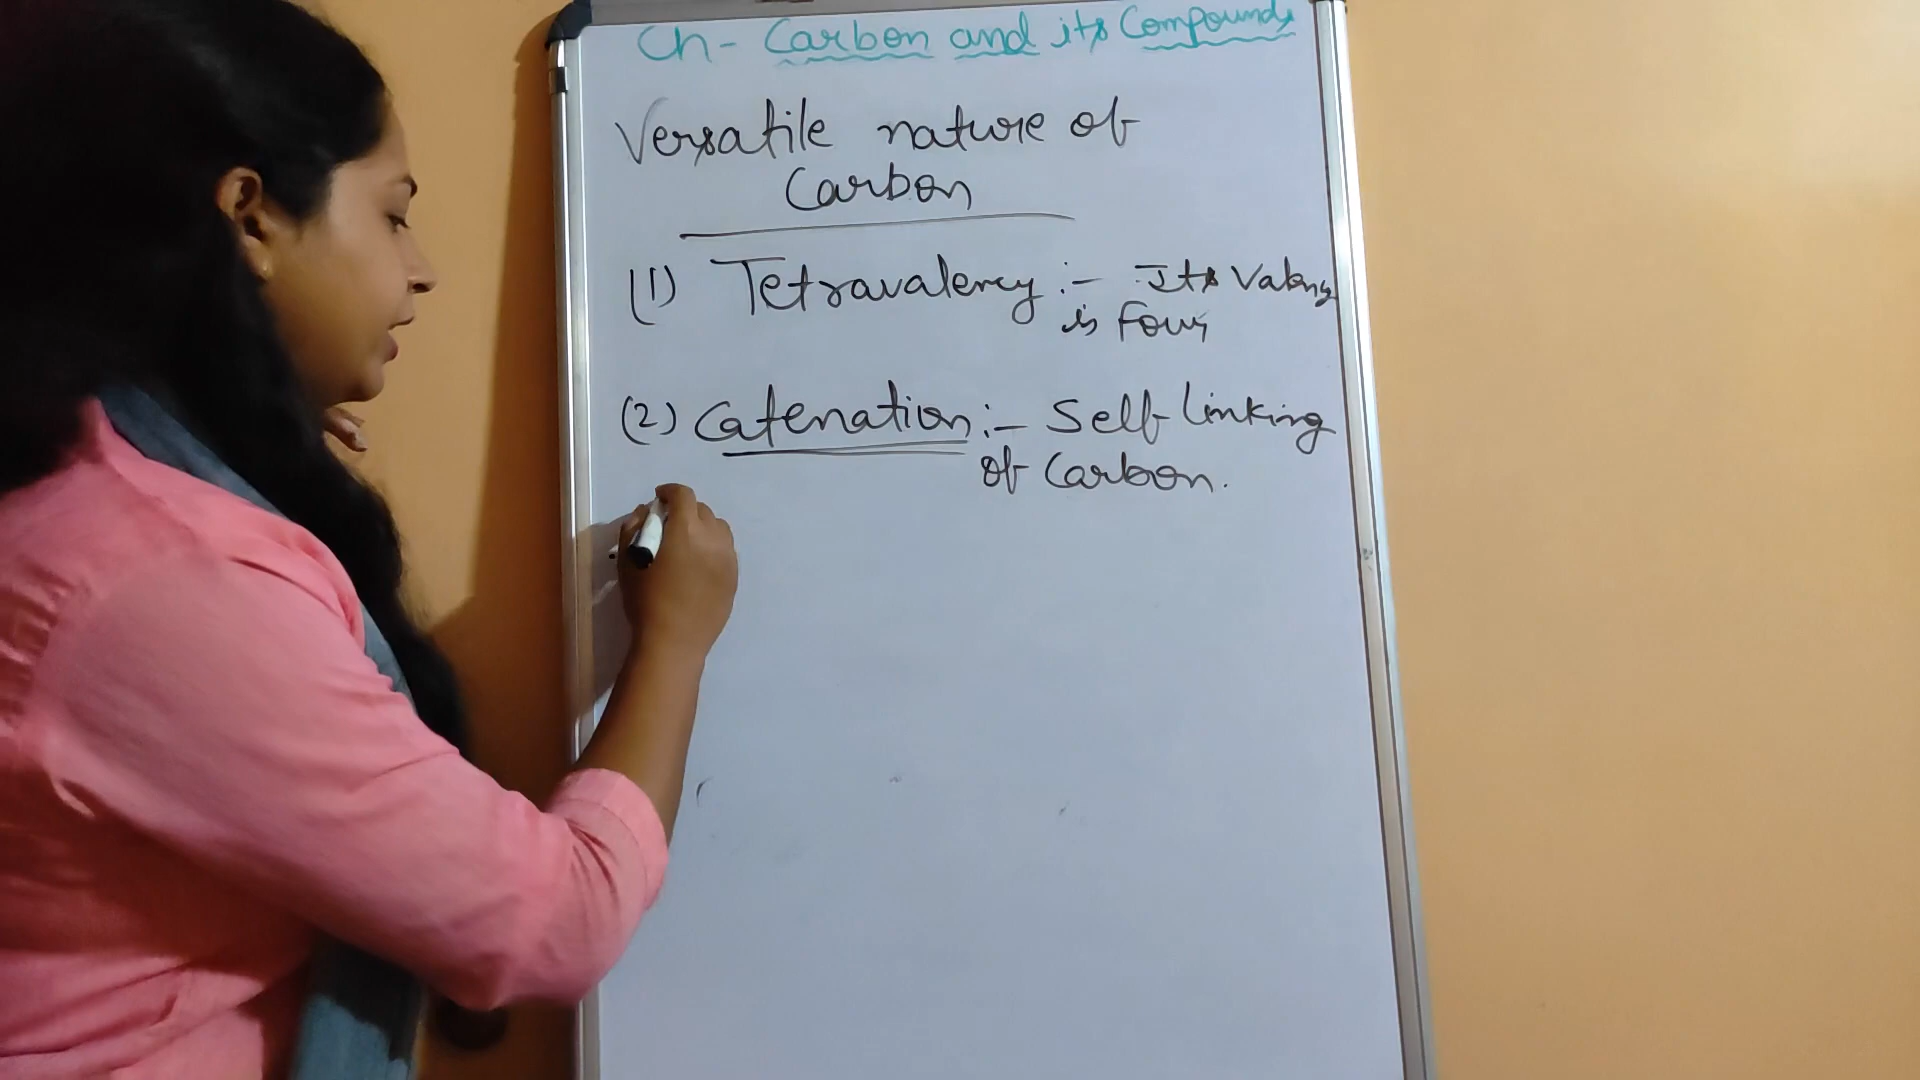 Ch - Carbon and its Compounds
Versatile nature of
Carbon
(1) Tetravalency :- Its Valency
is Four
(2) Catenation :- Self linking
of Carbon.